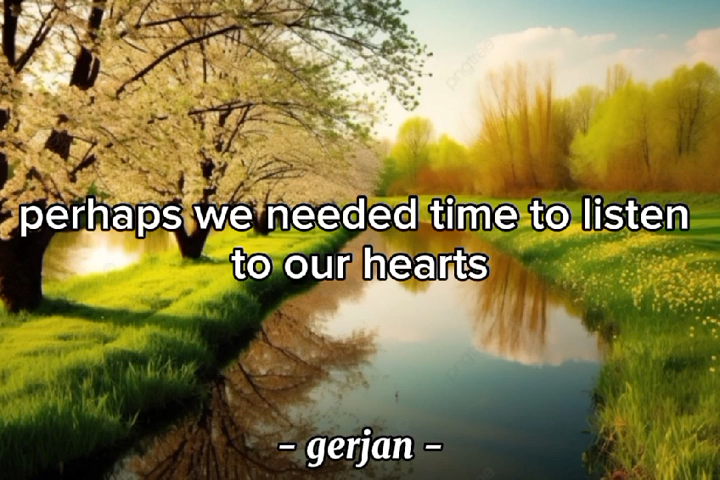 perhaps we needed time to listen
to our hearts
- gerjan -